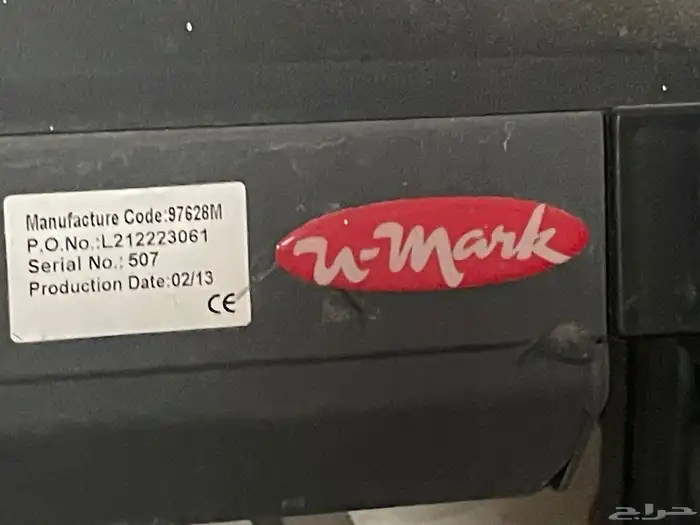 Manufacture Code:97628M
P.O.No.:L212223061
Serial No.: 507
Production Date:02/13
CE
u-Mark
حراج